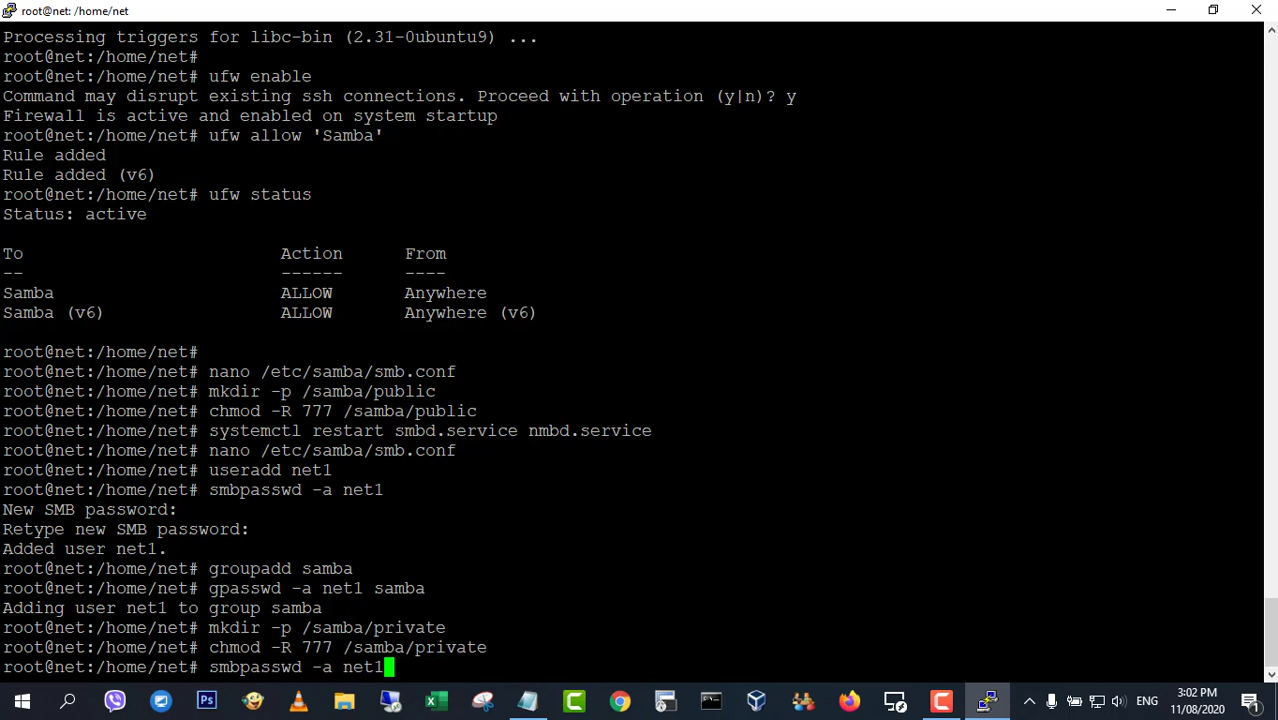 root@net: /home/net
Processing triggers for libc-bin (2.31-0ubuntu9) ...
root@net:/home/net#
root@net:/home/net# ufw enable
Command may disrupt existing ssh connections. Proceed with operation (y|n)? y
Firewall is active and enabled on system startup
root@net:/home/net# ufw allow 'Samba'
Rule added
Rule added (v6)
root@net:/home/net# ufw status
Status: active
To Action From
-- ------ ----
Samba ALLOW Anywhere
Samba (v6) ALLOW Anywhere (v6)
root@net:/home/net#
root@net:/home/net# nano /etc/samba/smb.conf
root@net:/home/net# mkdir -p /samba/public
root@net:/home/net# chmod -R 777 /samba/public
root@net:/home/net# systemctl restart smbd.service nmbd.service
root@net:/home/net# nano /etc/samba/smb.conf
root@net:/home/net# useradd net1
root@net:/home/net# smbpasswd -a net1
New SMB password:
Retype new SMB password:
Added user net1.
root@net:/home/net# groupadd samba
root@net:/home/net# gpasswd -a net1 samba
Adding user net1 to group samba
root@net:/home/net# mkdir -p /samba/private
root@net:/home/net# chmod -R 777 /samba/private
root@net:/home/net# smbpasswd -a net1
Ps
ENG
3:02 PM
11/08/2020
1